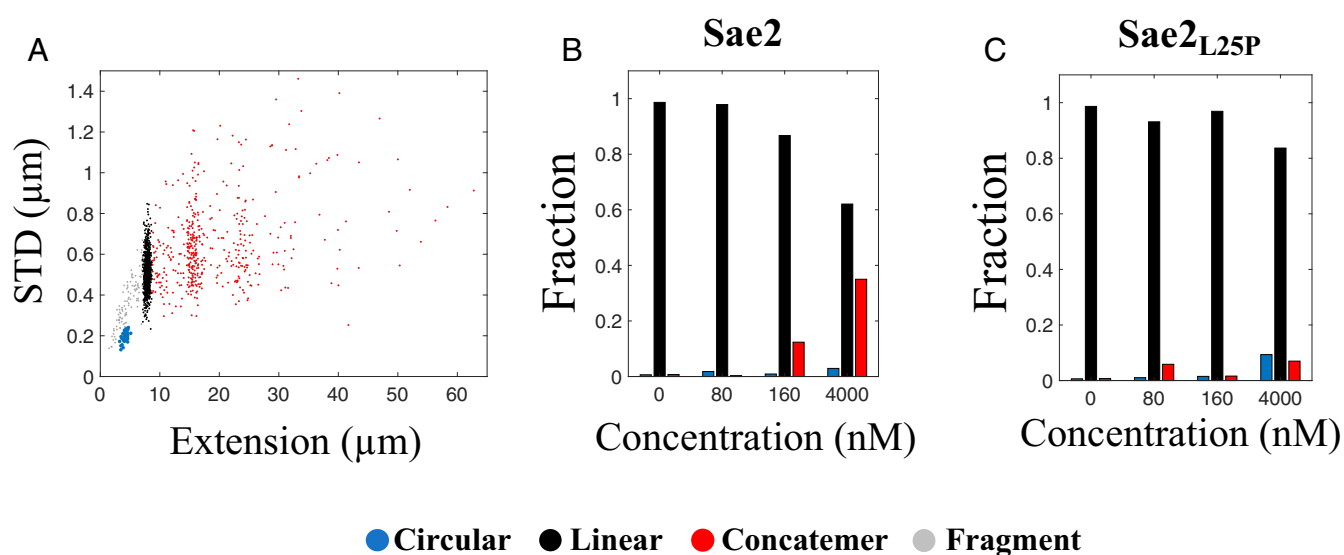 A
STD (µm)
1.4
1.2
1
0.8
0.6
0.4
0.2
0
0 10 20 30 40 50 60
Extension (µm)
B
Sae2
Fraction
1
0.8
0.6
0.4
0.2
0
0 80 160 4000
Concentration (nM)
C
Sae2L25P
Fraction
1
0.8
0.6
0.4
0.2
0
0 80 160 4000
Concentration (nM)
Circular Linear Concatemer Fragment